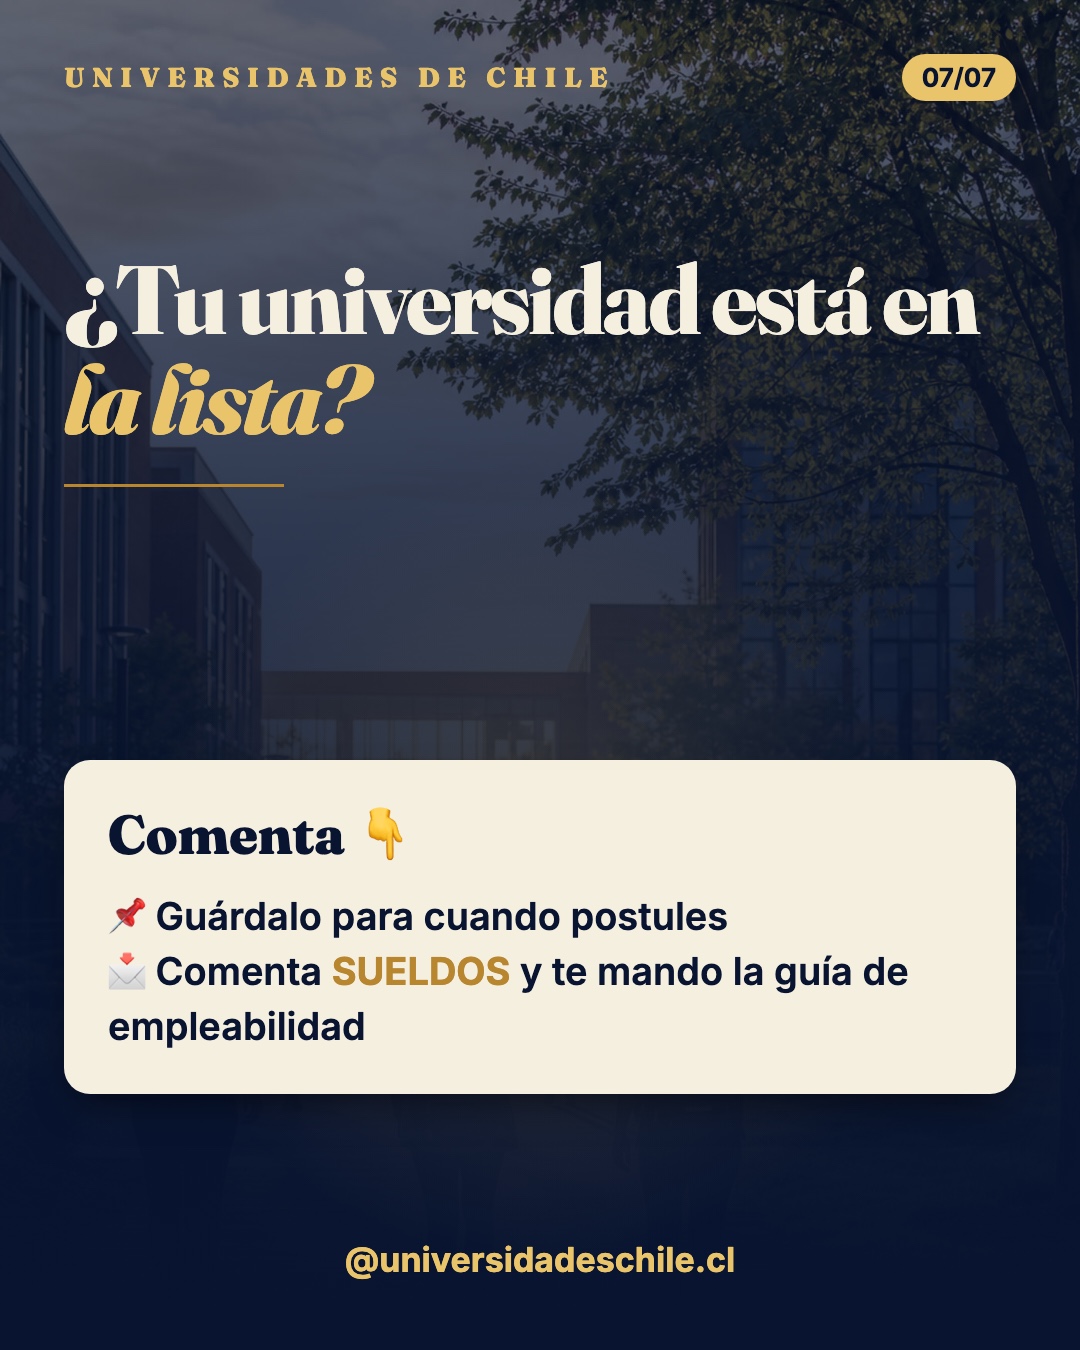 UNIVERSIDADES DE CHILE
07/07
¿Tu universidad está en
la lista?
Comenta 👇
📌 Guárdalo para cuando postules
📩 Comenta SUELDOS y te mando la guía de
empleabilidad
@universidadeschile.cl